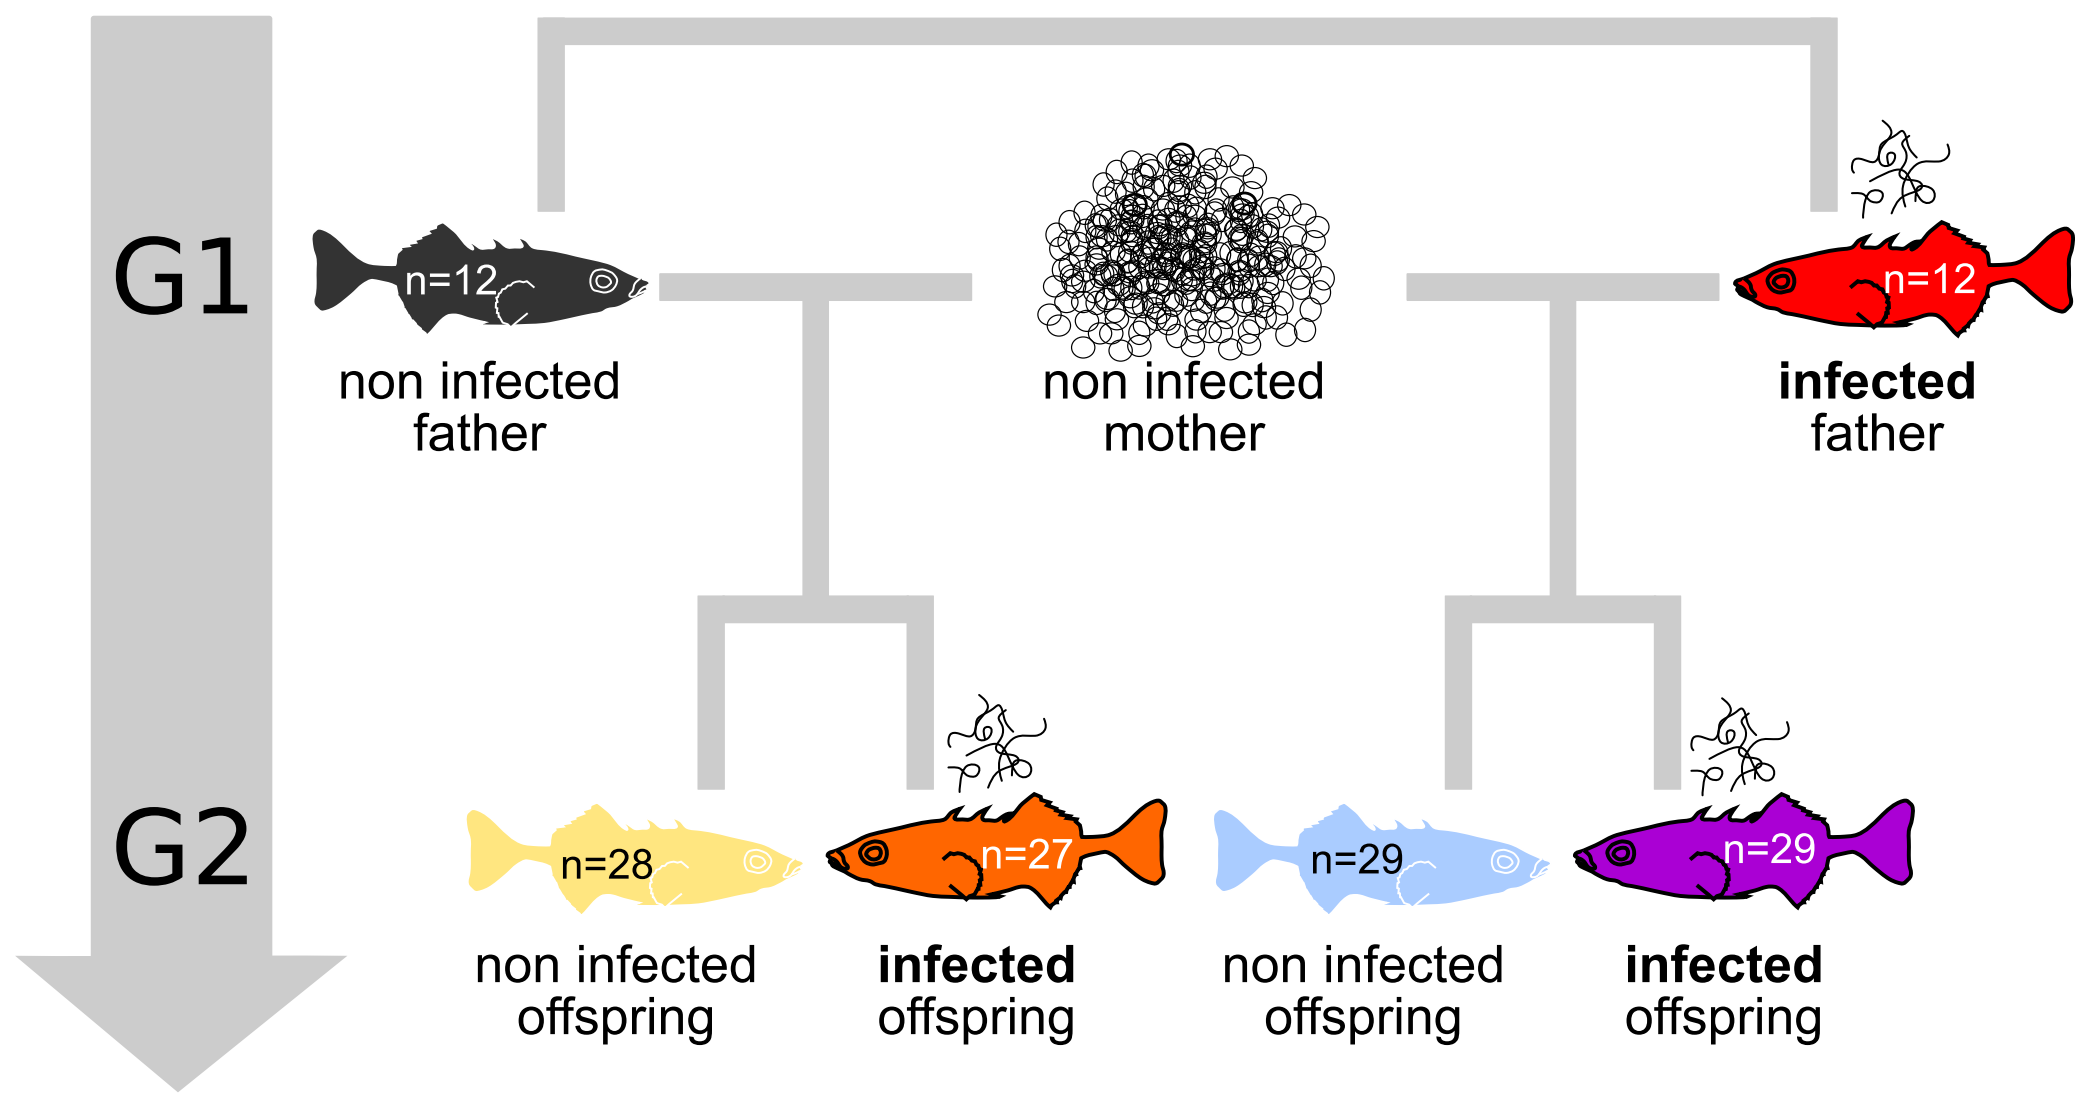 G1
n=12
n=12
non infected
father
non infected
mother
infected
father
G2
n=28
n=27
n=29
n=29
non infected
offspring
infected
offspring
non infected
offspring
infected
offspring